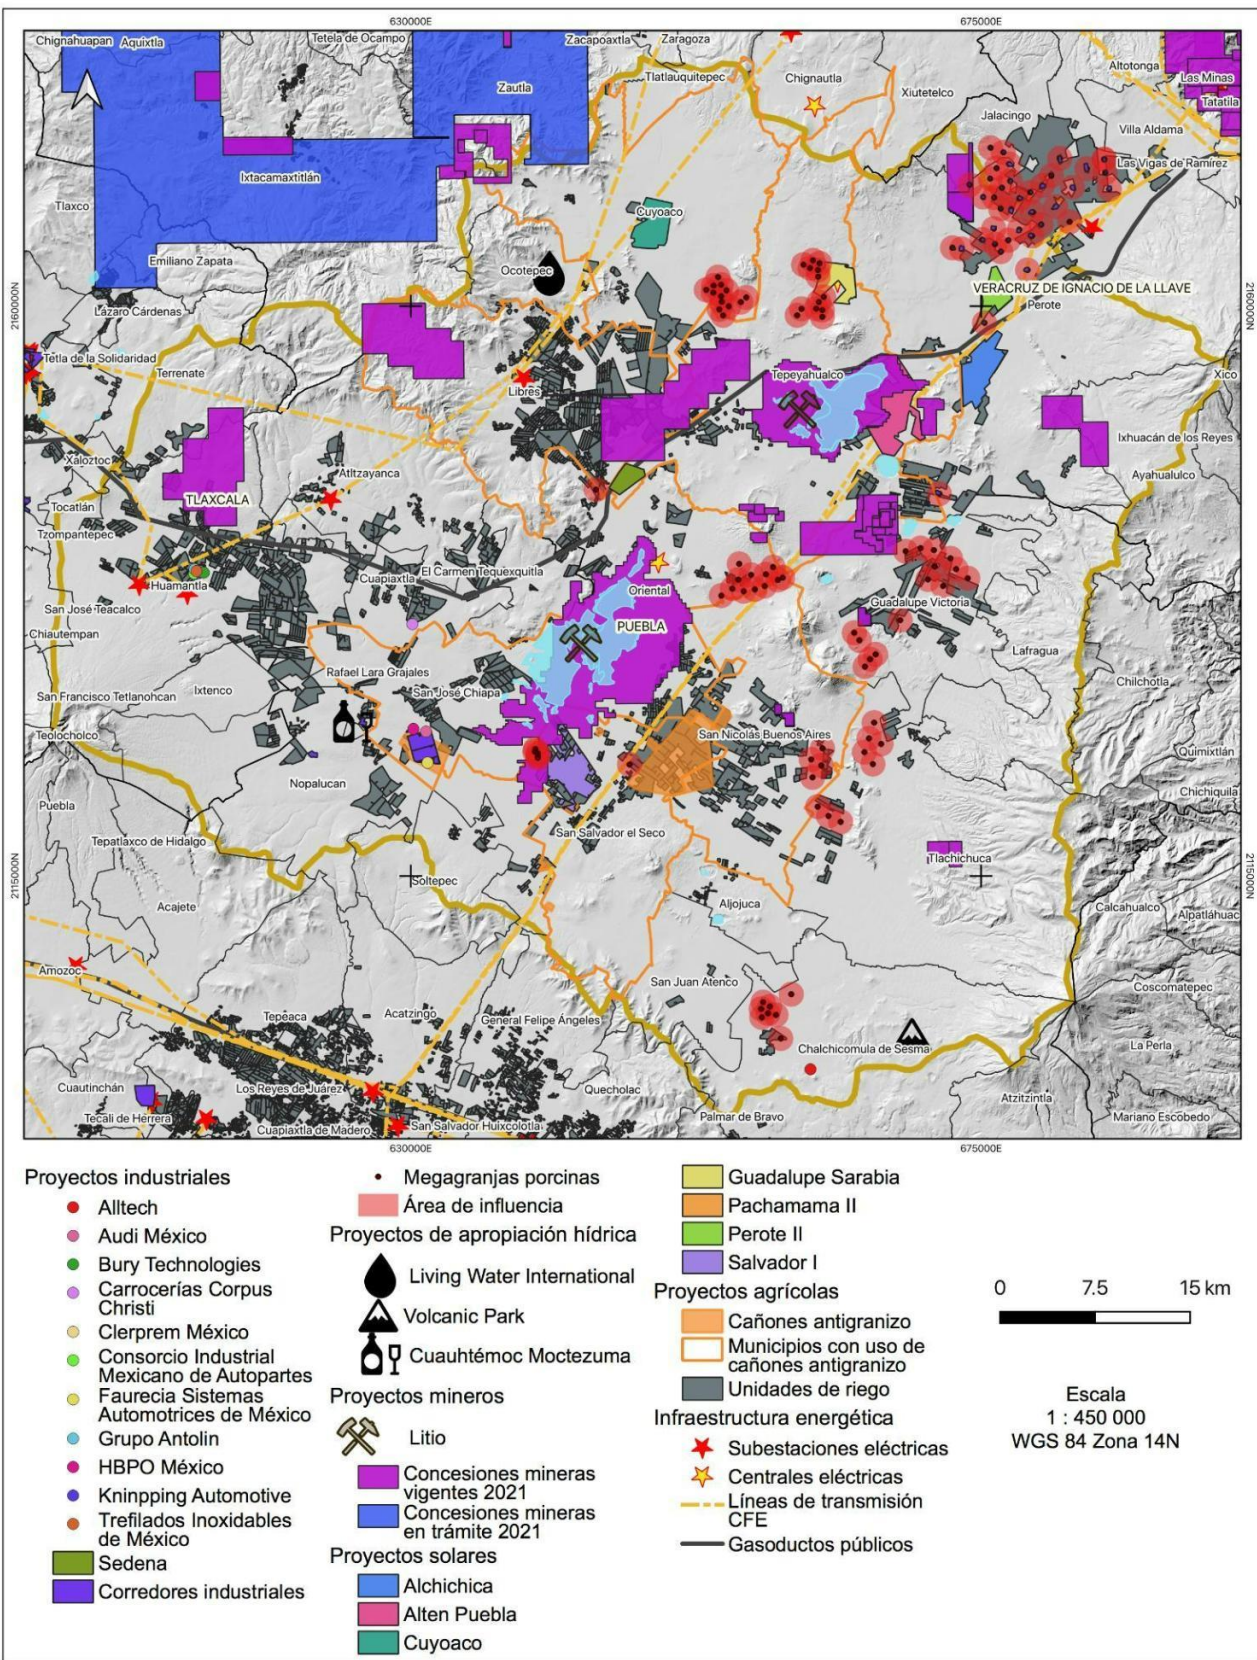 630000E
675000E
Chignahuapan
Aquixtla
Tetela de Ocampo
Zacapoaxtla
Zaragoza
Tlatlauquitepec
Chignautla
Xiutetelco
Altotonga
Las Minas
Tatatila
Zautla
Jalacingo
Villa Aldama
Las Vigas de Ramírez
Ixtacamaxtitlán
Tlaxco
Cuyoaco
Emiliano Zapata
Ocotepec
VERACRUZ DE IGNACIO DE LA LLAVE
Perote
2160000N
2160000N
Lázaro Cárdenas
Tetla de la Solidaridad
Terrenate
Libres
Tepeyahualco
Xico
Ixhuacán de los Reyes
Ayahualulco
Xaloztoc
Atltzayanca
TLAXCALA
Tocatlán
Tzompantepec
El Carmen Tequexquitla
Cuapiaxtla
Huamantla
San José Teacalco
Oriental
PUEBLA
Guadalupe Victoria
Chiautempan
Lafragua
Rafael Lara Grajales
San José Chiapa
Ixtenco
San Francisco Tetlanohcan
Chilchotla
Teolocholco
San Nicolás Buenos Aires
Quimixtlán
Nopalucan
Chichiquila
Puebla
Tepatlaxco de Hidalgo
San Salvador el Seco
Tlachichuca
2115000N
2115000N
Soltepec
Acajete
Aljojuca
Calcahualco
Alpatláhuac
Amozoc
San Juan Atenco
Coscomatepec
Tepeaca
Acatzingo
General Felipe Ángeles
Chalchicomula de Sesma
La Perla
Cuautinchán
Los Reyes de Juárez
Quecholac
Atzitzintla
Tecali de Herrera
Cuapiaxtla de Madero
San Salvador Huixcolotla
Palmar de Bravo
Mariano Escobedo
630000E
675000E
Proyectos industriales
Alltech
Audi México
Bury Technologies
Carrocerías Corpus
Christi
Clerprem México
Consorcio Industrial
Mexicano de Autopartes
Faurecia Sistemas
Automotrices de México
Grupo Antolin
HBPO México
Kninpping Automotive
Trefilados Inoxidables
de México
Sedena
Corredores industriales
Megagranjas porcinas
Área de influencia
Proyectos de apropiación hídrica
Living Water International
Volcanic Park
Cuauhtémoc Moctezuma
Proyectos mineros
Litio
Concesiones mineras
vigentes 2021
Concesiones mineras
en trámite 2021
Proyectos solares
Alchichica
Alten Puebla
Cuyoaco
Guadalupe Sarabia
Pachamama II
Perote II
Salvador I
Proyectos agrícolas
Cañones antigranizo
Municipios con uso de
cañones antigranizo
Unidades de riego
Infraestructura energética
Subestaciones eléctricas
Centrales eléctricas
Líneas de transmisión
CFE
Gasoductos públicos
0 7.5 15 km
Escala
1 : 450 000
WGS 84 Zona 14N